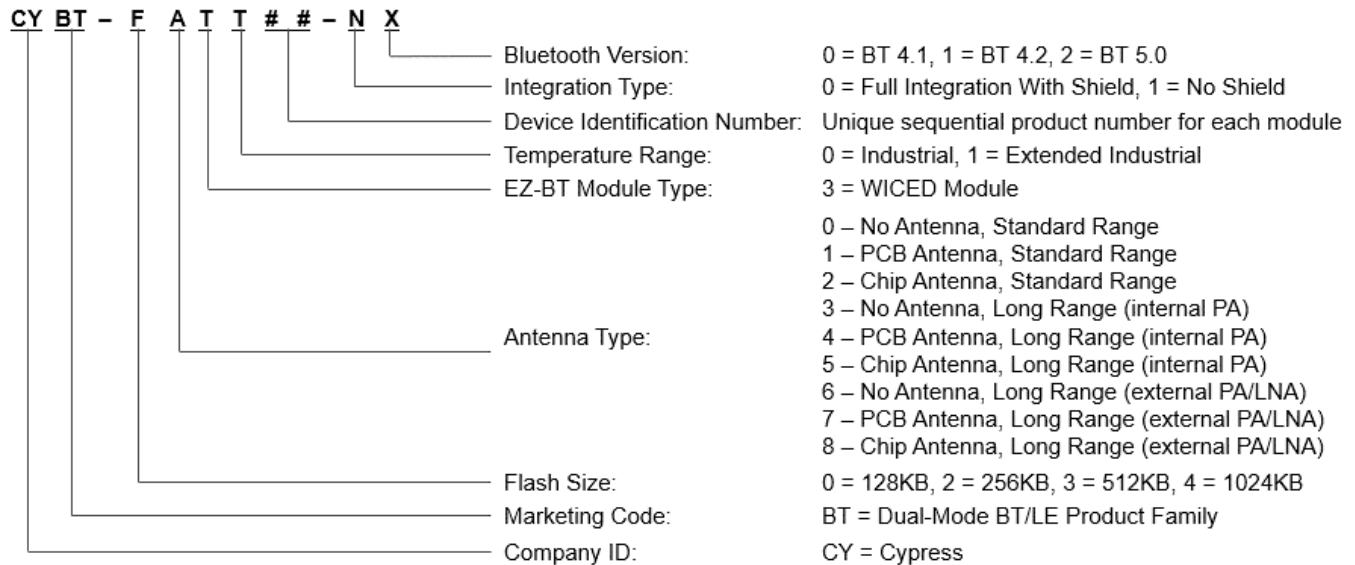 CY BT – F A T T # # – N X
Bluetooth Version: 0 = BT 4.1, 1 = BT 4.2, 2 = BT 5.0
Integration Type: 0 = Full Integration With Shield, 1 = No Shield
Device Identification Number: Unique sequential product number for each module
Temperature Range: 0 = Industrial, 1 = Extended Industrial
EZ-BT Module Type: 3 = WICED Module
0 – No Antenna, Standard Range
1 – PCB Antenna, Standard Range
2 – Chip Antenna, Standard Range
3 – No Antenna, Long Range (internal PA)
Antenna Type: 4 – PCB Antenna, Long Range (internal PA)
5 – Chip Antenna, Long Range (internal PA)
6 – No Antenna, Long Range (external PA/LNA)
7 – PCB Antenna, Long Range (external PA/LNA)
8 – Chip Antenna, Long Range (external PA/LNA)
Flash Size: 0 = 128KB, 2 = 256KB, 3 = 512KB, 4 = 1024KB
Marketing Code: BT = Dual-Mode BT/LE Product Family
Company ID: CY = Cypress